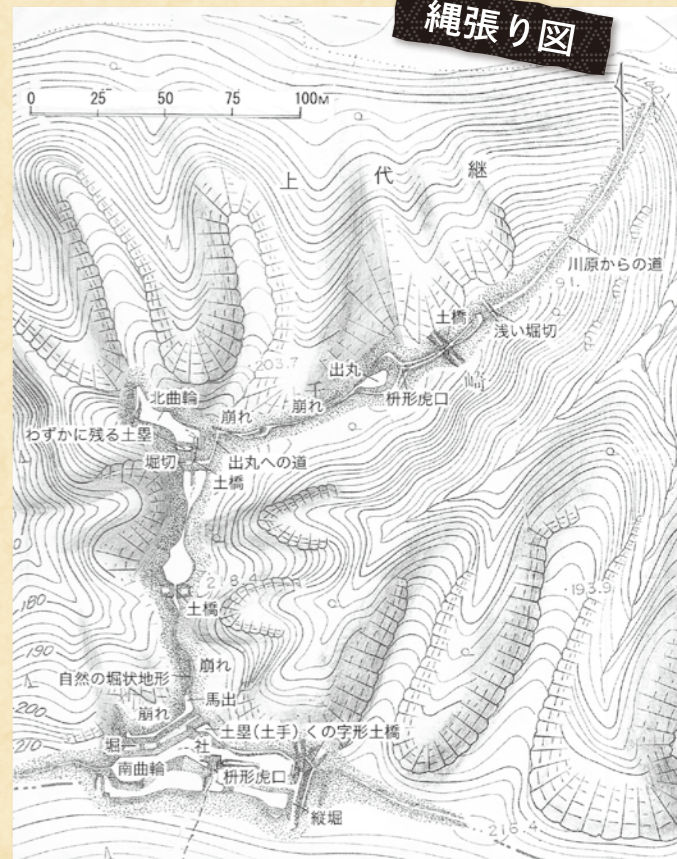 縄張り図
0 25 50 75 100M
上代継
川原からの道
土橋
浅い堀切
203.7
出丸
枡形虎口
北曲輪
崩れ
崩れ
わずかに残る土塁
堀切
出丸への道
土橋
193.9
180
土橋
190
崩れ
自然の堀状地形
馬出
200
崩れ
土塁(土手)
くの字形土橋
堀
社
210
南曲輪
枡形虎口
縦堀
216.4